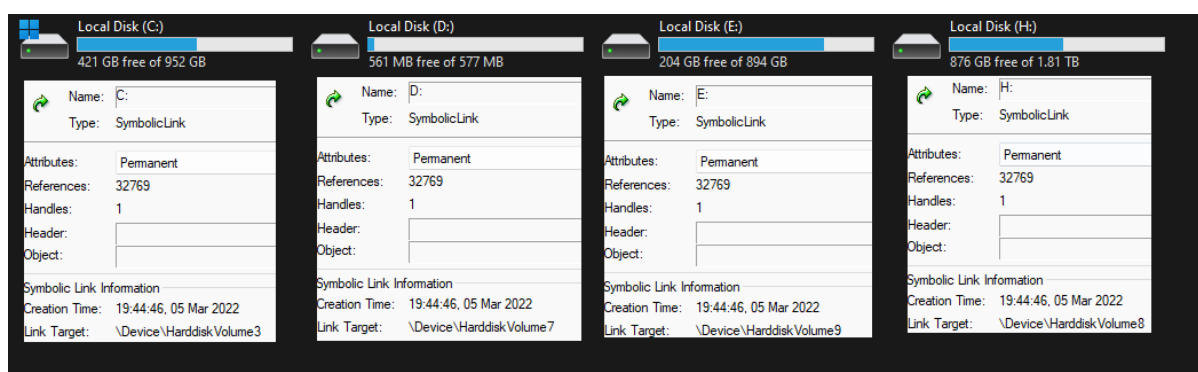 Local Disk (C:)
421 GB free of 952 GB
Name: C:
Type: SymbolicLink
Attributes: Permanent
References: 32769
Handles: 1
Header:
Object:
Symbolic Link Information
Creation Time: 19:44:46, 05 Mar 2022
Link Target: \Device\HarddiskVolume3
Local Disk (D:)
561 MB free of 577 MB
Name: D:
Type: SymbolicLink
Attributes: Permanent
References: 32769
Handles: 1
Header:
Object:
Symbolic Link Information
Creation Time: 19:44:46, 05 Mar 2022
Link Target: \Device\HarddiskVolume7
Local Disk (E:)
204 GB free of 894 GB
Name: E:
Type: SymbolicLink
Attributes: Permanent
References: 32769
Handles: 1
Header:
Object:
Symbolic Link Information
Creation Time: 19:44:46, 05 Mar 2022
Link Target: \Device\HarddiskVolume9
Local Disk (H:)
876 GB free of 1.81 TB
Name: H:
Type: SymbolicLink
Attributes: Permanent
References: 32769
Handles: 1
Header:
Object:
Symbolic Link Information
Creation Time: 19:44:46, 05 Mar 2022
Link Target: \Device\HarddiskVolume8